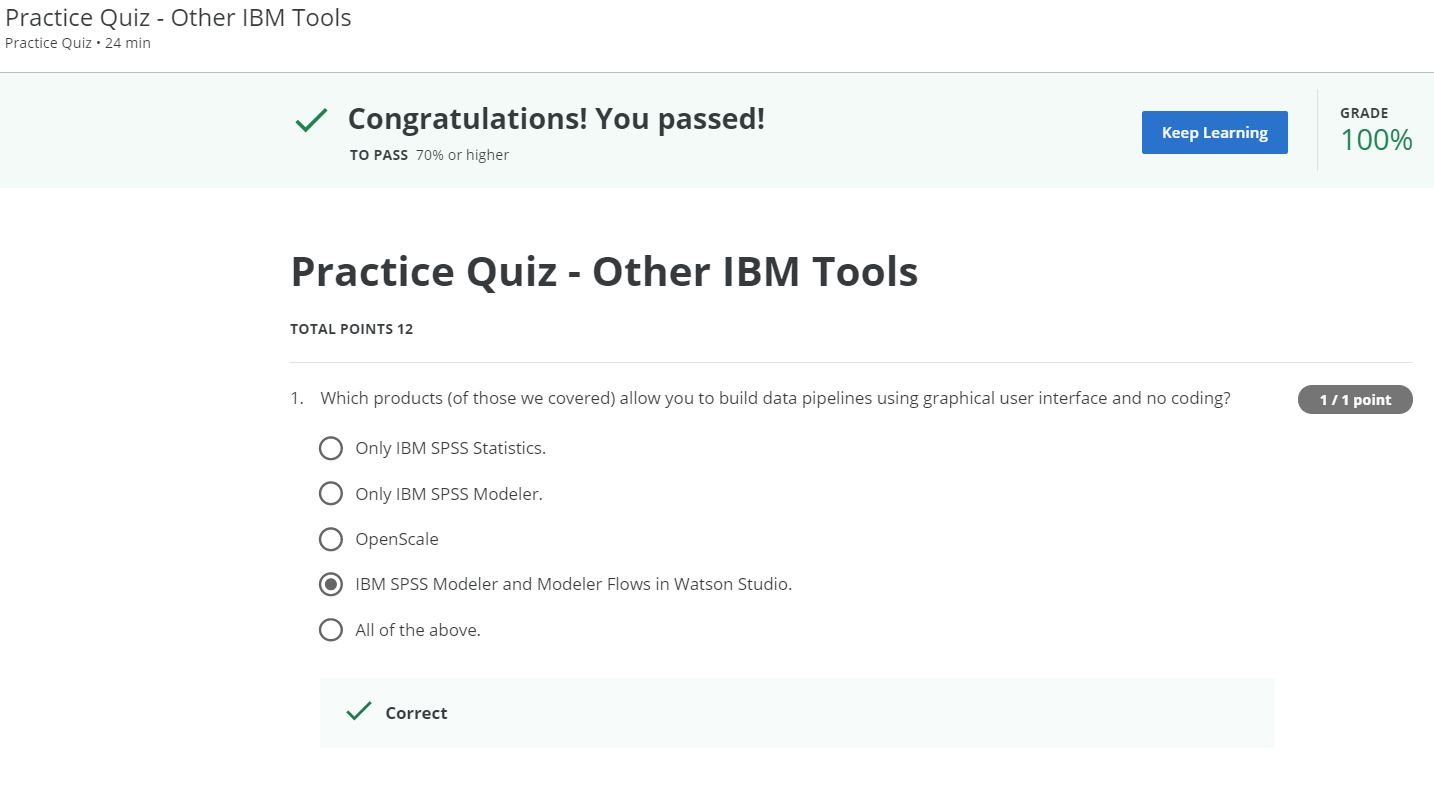 Practice Quiz - Other IBM Tools
Practice Quiz • 24 min
Congratulations! You passed!
TO PASS 70% or higher
Keep Learning
GRADE
100%
Practice Quiz - Other IBM Tools
TOTAL POINTS 12
1. Which products (of those we covered) allow you to build data pipelines using graphical user interface and no coding?
1 / 1 point
Only IBM SPSS Statistics.
Only IBM SPSS Modeler.
OpenScale
IBM SPSS Modeler and Modeler Flows in Watson Studio.
All of the above.
Correct